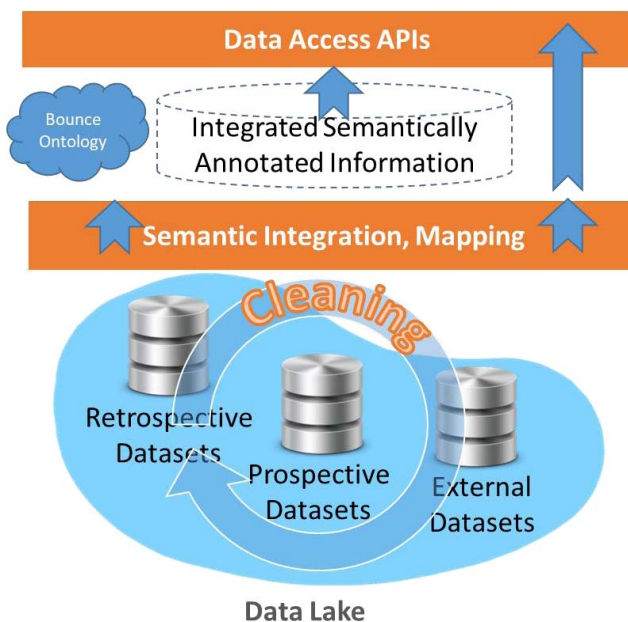 Data Access APIs
Bounce
Ontology
Integrated Semantically
Annotated Information
Semantic Integration, Mapping
Cleaning
Retrospective
Datasets
Prospective
Datasets
External
Datasets
Data Lake